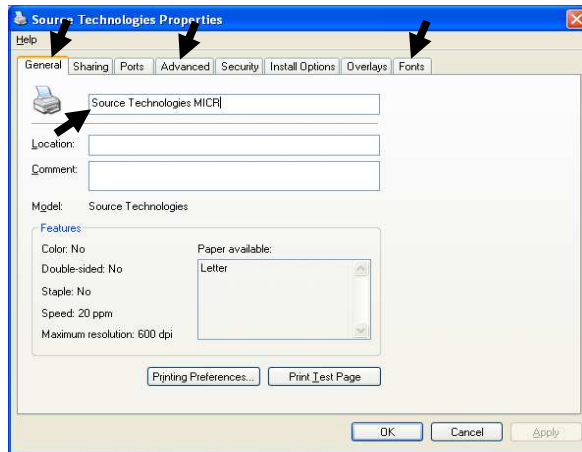 Source Technologies Properties
Help
General Sharing Ports Advanced Security Install Options Overlays Fonts
Source Technologies MICR
Location:
Comment:
Model: Source Technologies
Features
Color: No
Paper available:
Double-sided: No
Letter
Staple: No
Speed: 20 ppm
Maximum resolution: 600 dpi
Printing Preferences... Print Test Page
OK Cancel Apply